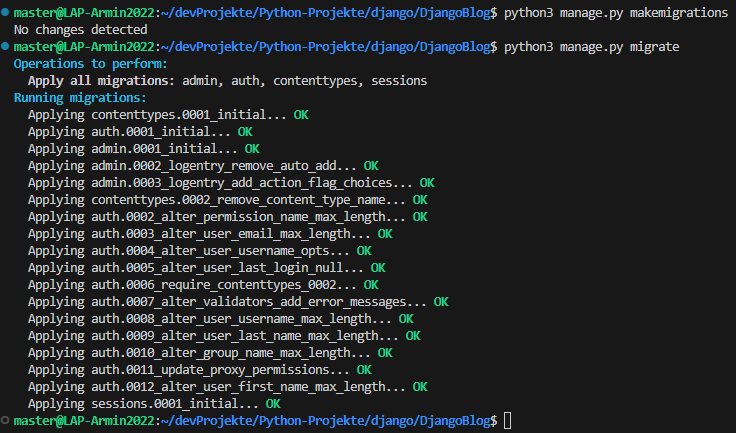 master@LAP-Armin2022:~/devProjekte/Python-Projekte/django/DjangoBlog$ python3 manage.py makemigrations
No changes detected
master@LAP-Armin2022:~/devProjekte/Python-Projekte/django/DjangoBlog$ python3 manage.py migrate
Operations to perform:
  Apply all migrations: admin, auth, contenttypes, sessions
Running migrations:
  Applying contenttypes.0001_initial... OK
  Applying auth.0001_initial... OK
  Applying admin.0001_initial... OK
  Applying admin.0002_logentry_remove_auto_add... OK
  Applying admin.0003_logentry_add_action_flag_choices... OK
  Applying contenttypes.0002_remove_content_type_name... OK
  Applying auth.0002_alter_permission_name_max_length... OK
  Applying auth.0003_alter_user_email_max_length... OK
  Applying auth.0004_alter_user_username_opts... OK
  Applying auth.0005_alter_user_last_login_null... OK
  Applying auth.0006_require_contenttypes_0002... OK
  Applying auth.0007_alter_validators_add_error_messages... OK
  Applying auth.0008_alter_user_username_max_length... OK
  Applying auth.0009_alter_user_last_name_max_length... OK
  Applying auth.0010_alter_group_name_max_length... OK
  Applying auth.0011_update_proxy_permissions... OK
  Applying auth.0012_alter_user_first_name_max_length... OK
  Applying sessions.0001_initial... OK
master@LAP-Armin2022:~/devProjekte/Python-Projekte/django/DjangoBlog$